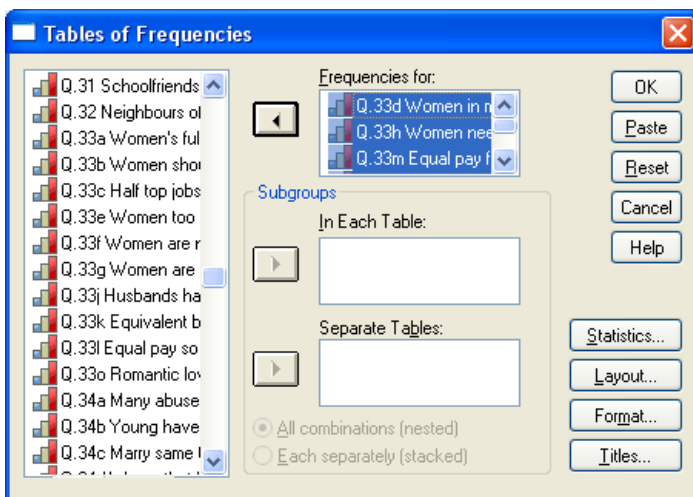 Tables of Frequencies
Q.31 Schoolfriends
Q.32 Neighbours of
Q.33a Women's ful
Q.33b Women shou
Q.33c Half top jobs
Q.33e Women too
Q.33f Women are r
Q.33g Women are
Q.33j Husbands ha
Q.33k Equivalent b
Q.33l Equal pay so
Q.33o Romantic lov
Q.34a Many abuse
Q.34b Young have
Q.34c Marry same
Frequencies for:
Q.33d Women in
Q.33h Women nee
Q.33m Equal pay f
Subgroups
In Each Table:
Separate Tables:
All combinations (nested)
Each separately (stacked)
OK
Paste
Reset
Cancel
Help
Statistics...
Layout...
Format...
Titles...